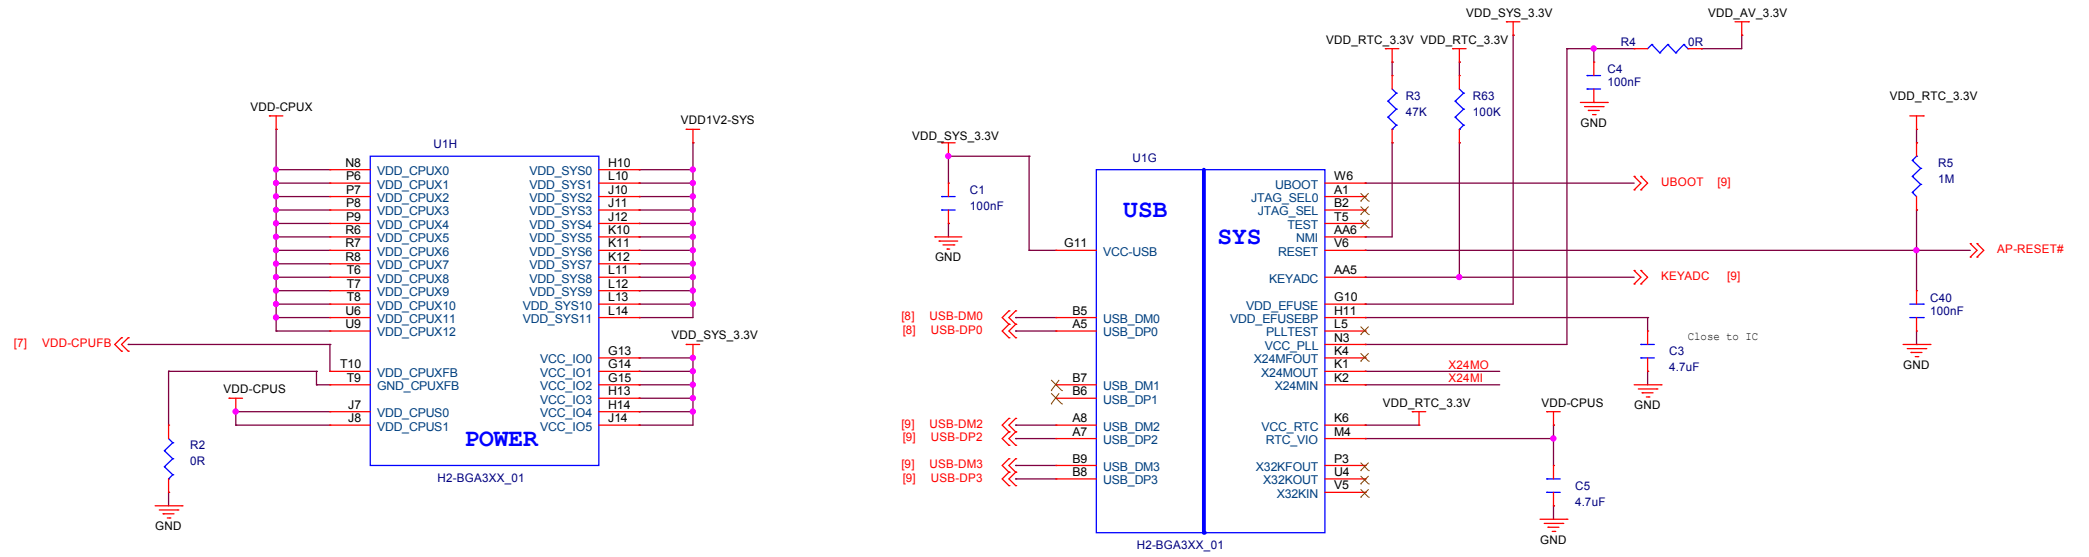 VDD-CPUX
VDD1V2-SYS
U1H
N8 VDD_CPUX0 VDD_SYS0 H10
P6 VDD_CPUX1 VDD_SYS1 L10
P7 VDD_CPUX2 VDD_SYS2 J10
P8 VDD_CPUX3 VDD_SYS3 J11
P9 VDD_CPUX4 VDD_SYS4 J12
R6 VDD_CPUX5 VDD_SYS5 K10
R7 VDD_CPUX6 VDD_SYS6 K11
R8 VDD_CPUX7 VDD_SYS7 K12
T6 VDD_CPUX8 VDD_SYS8 L11
T7 VDD_CPUX9 VDD_SYS9 L12
T8 VDD_CPUX10 VDD_SYS10 L13
U6 VDD_CPUX11 VDD_SYS11 L14
U9 VDD_CPUX12
VDD_SYS_3.3V
[7] VDD-CPUFB
VCC_IO0 G13
T10 VDD_CPUXFB VCC_IO1 G14
T9 GND_CPUXFB VCC_IO2 G15
VDD-CPUS
VCC_IO3 H13
J7 VDD_CPUS0 VCC_IO4 H14
J8 VDD_CPUS1 VCC_IO5 J14
POWER
R2
0R
H2-BGA3XX_01
GND
VDD_SYS_3.3V
VDD_AV_3.3V
VDD_RTC_3.3V VDD_RTC_3.3V
R4 0R
C4
100nF
R3
47K
R63
100K
GND
VDD_RTC_3.3V
VDD_SYS_3.3V
U1G
R5
1M
C1
100nF
GND
USB
SYS
UBOOT W6 UBOOT [9]
JTAG_SEL0 A1
JTAG_SEL B2
TEST T5
NMI AA6
G11 VCC-USB RESET V6 AP-RESET#
KEYADC AA5 KEYADC [9]
VDD_EFUSE G10
C40
100nF
[8] USB-DM0 B5 USB_DM0 VDD_EFUSEBP H11
[8] USB-DP0 A5 USB_DP0 PLLTEST L5
Close to IC
VCC_PLL N3
C3
4.7uF
GND
X24MFOUT K4
X24MOUT K1 X24MO
B7 USB_DM1 X24MIN K2 X24MI
B6 USB_DP1
GND
VDD_RTC_3.3V VDD-CPUS
[9] USB-DM2 A8 USB_DM2 VCC_RTC K6
[9] USB-DP2 A7 USB_DP2 RTC_VIO M4
[9] USB-DM3 B9 USB_DM3 X32KFOUT P3
[9] USB-DP3 B8 USB_DP3 X32KOUT U4
X32KIN V5
C5
4.7uF
GND
H2-BGA3XX_01